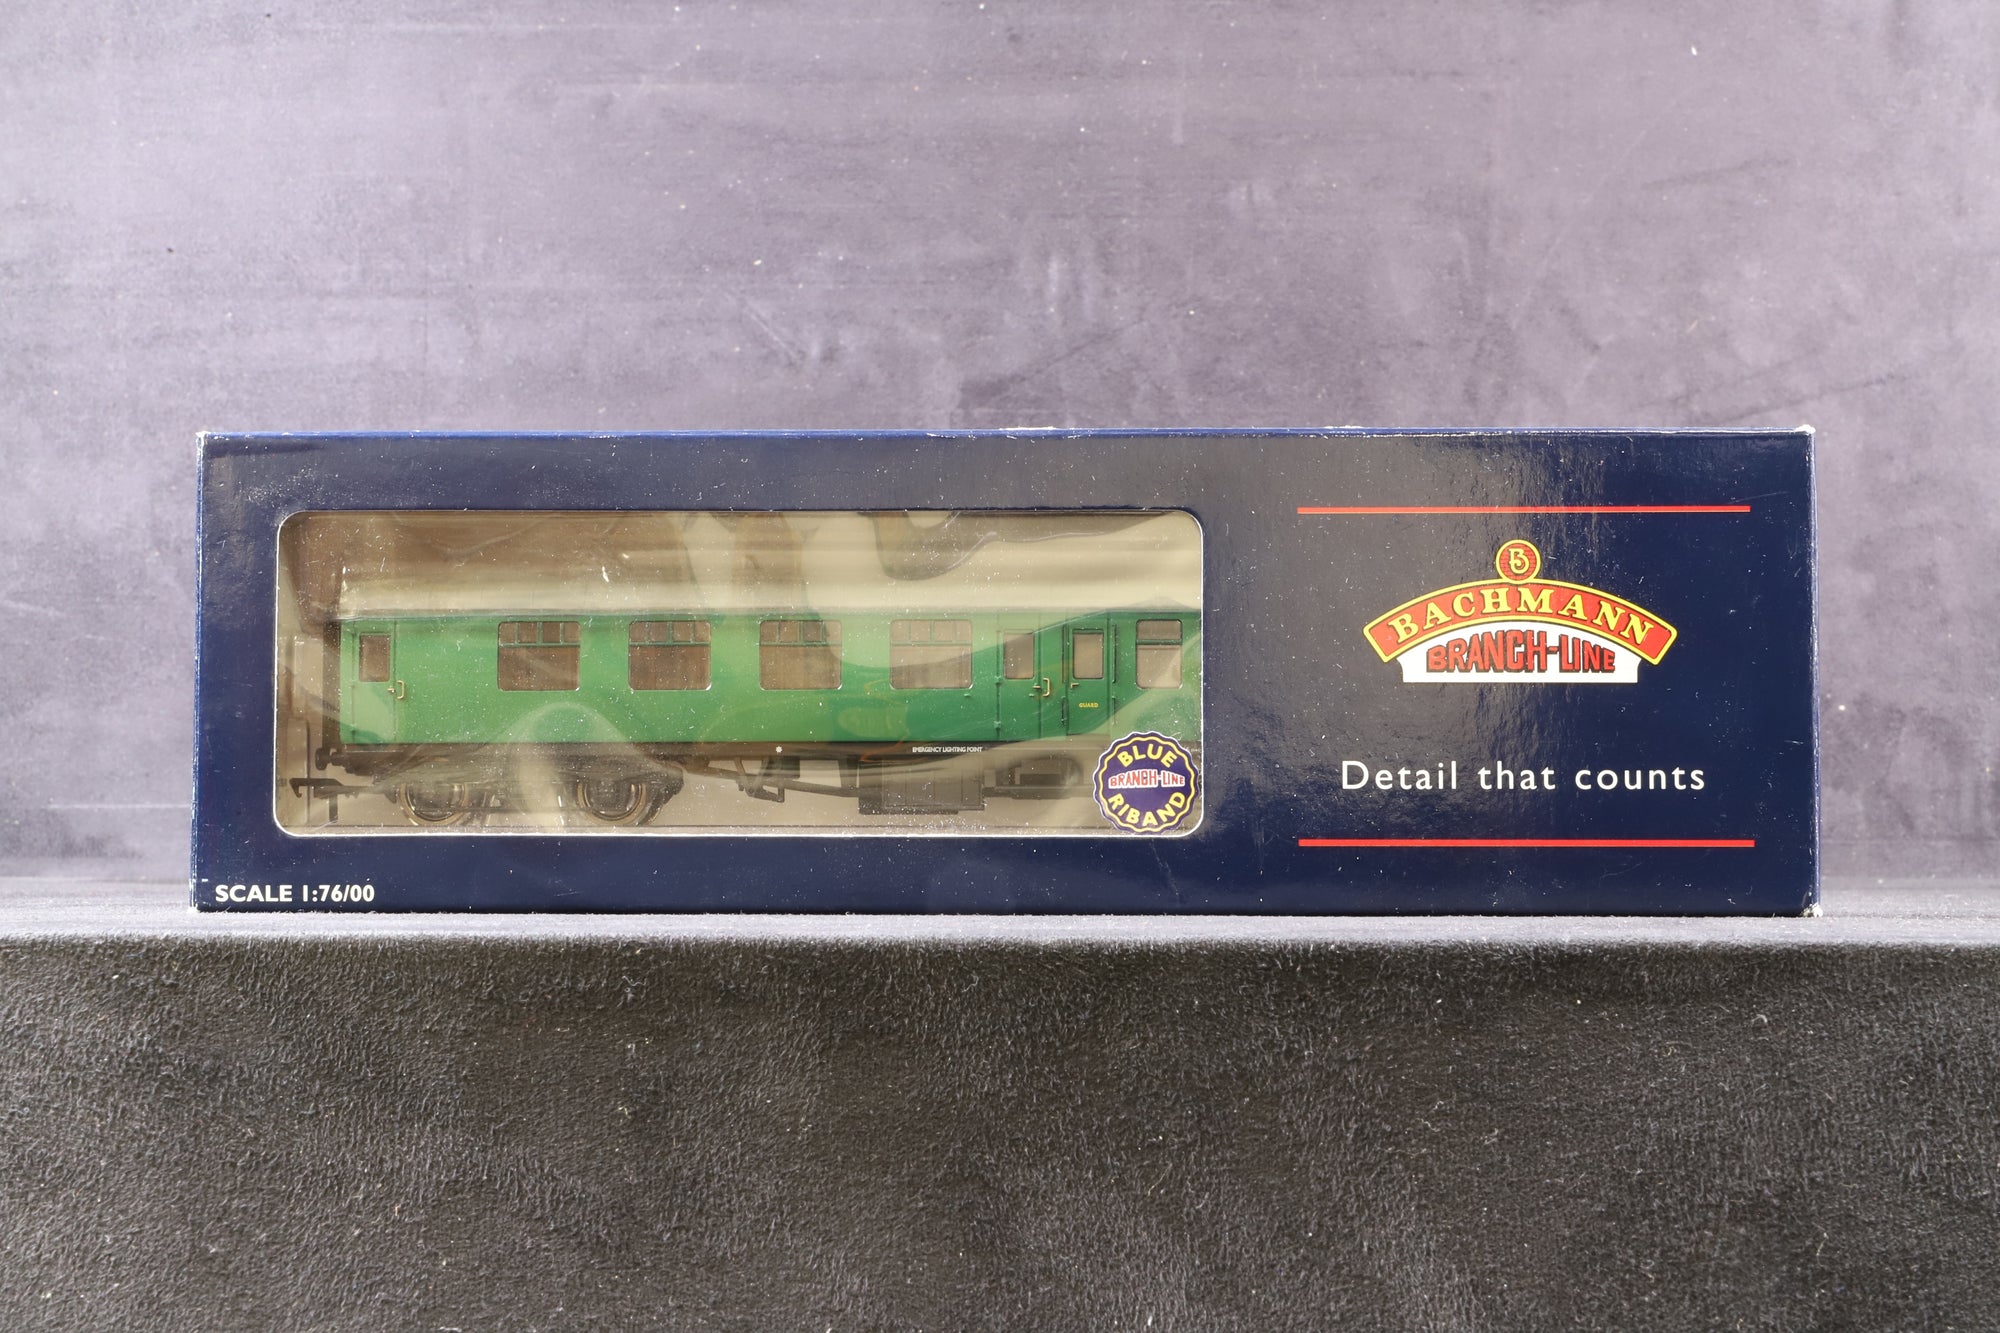 B
BACHMANN
BRANCH-LINE
Detail that counts
GUARD
EMERGENCY LIGHTING POINT
BLUE
BRANCH-LINE
RIBAND
SCALE 1:76/00